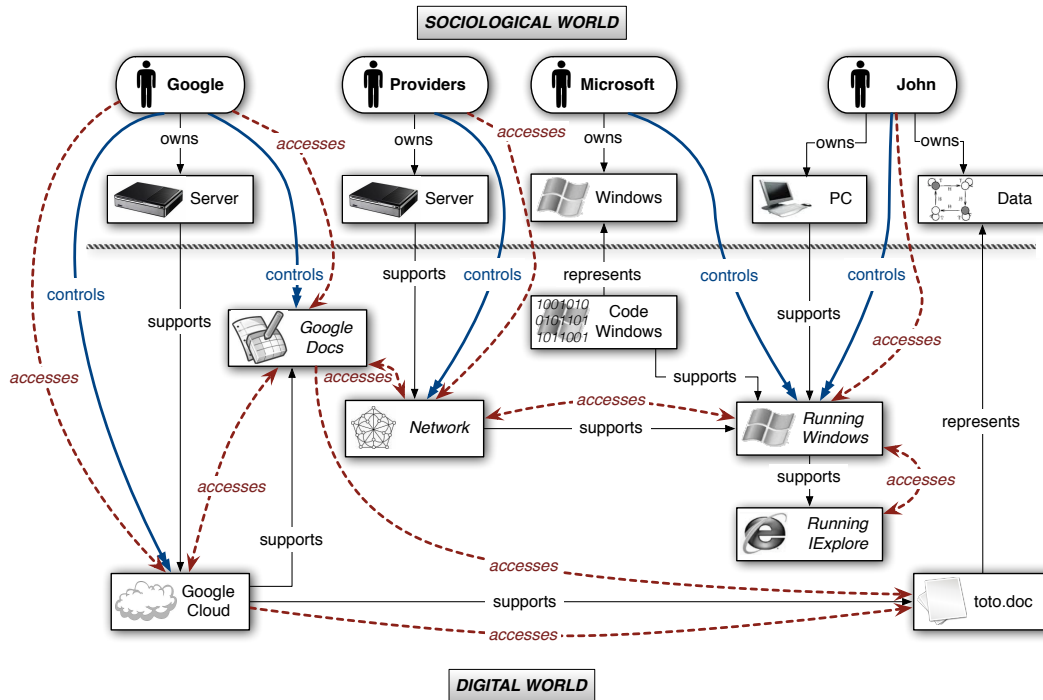 SOCIOLOGICAL WORLD
Google
Providers
Microsoft
John
owns
owns
accesses
accesses
owns
owns
owns
Server
Server
Windows
PC
Data
controls
controls
supports
controls
represents
controls
controls
supports
Google
Docs
1001010
0101101
1011001
Code
Windows
supports
accesses
accesses
accesses
supports
accesses
Network
supports
Running
Windows
represents
accesses
supports
accesses
supports
Running
IExplore
accesses
Google
Cloud
supports
toto.doc
accesses
DIGITAL WORLD